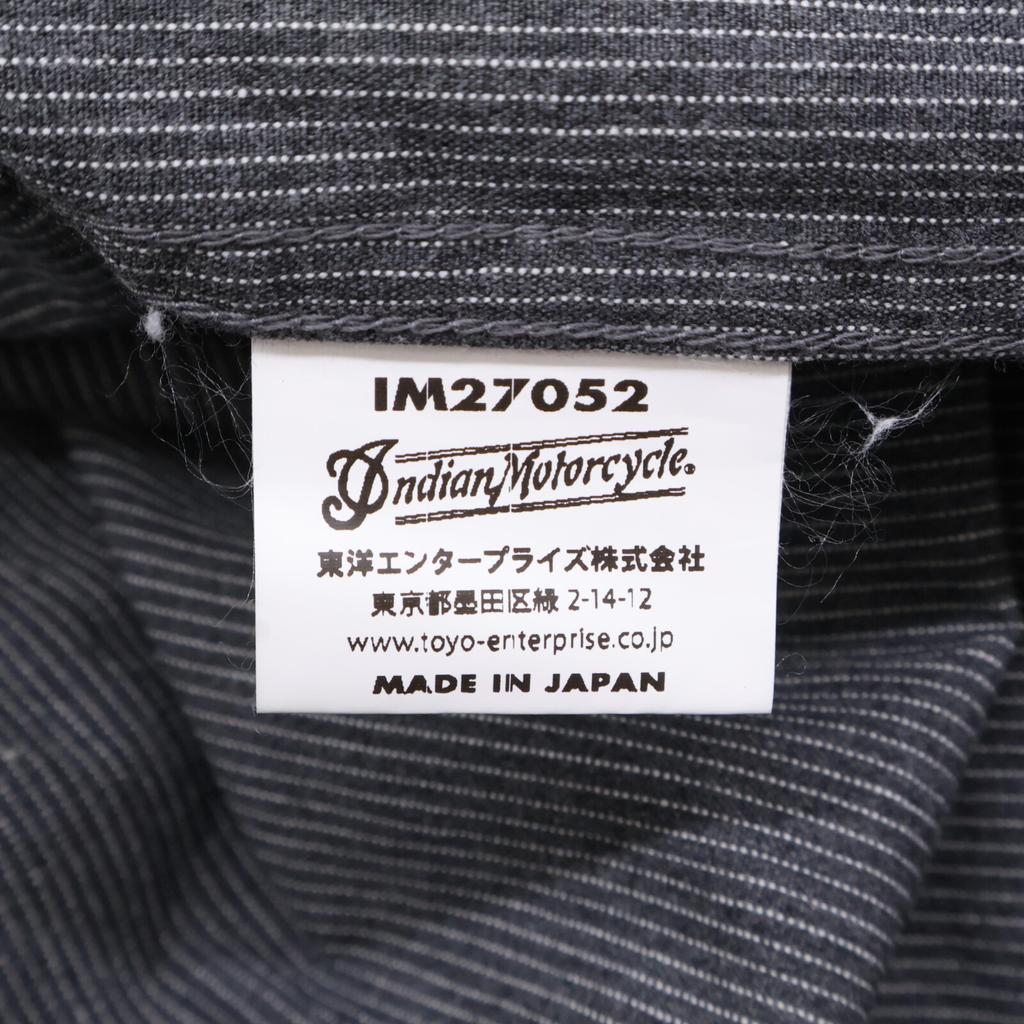 IM27052
Indian Motorcycle®
東洋エンタープライズ株式会社
東京都墨田区緑 2-14-12
www.toyo-enterprise.co.jp
MADE IN JAPAN